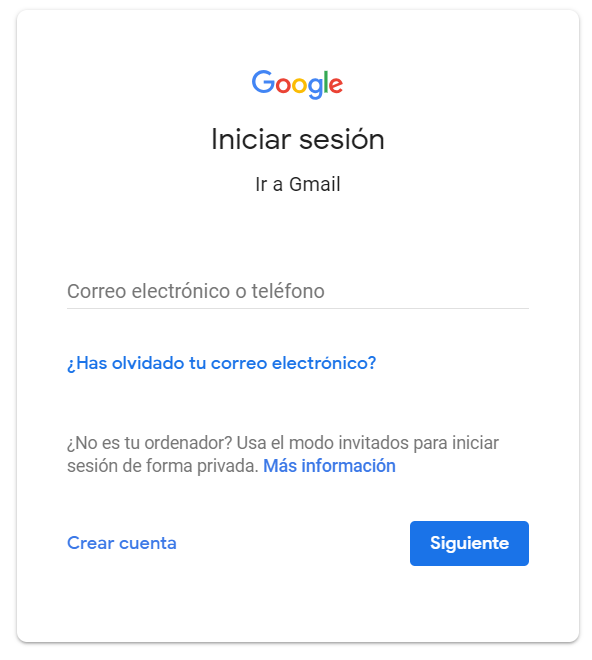 Google
Iniciar sesión
Ir a Gmail
Correo electrónico o teléfono
¿Has olvidado tu correo electrónico?
¿No es tu ordenador? Usa el modo invitados para iniciar
sesión de forma privada. Más información
Crear cuenta
Siguiente